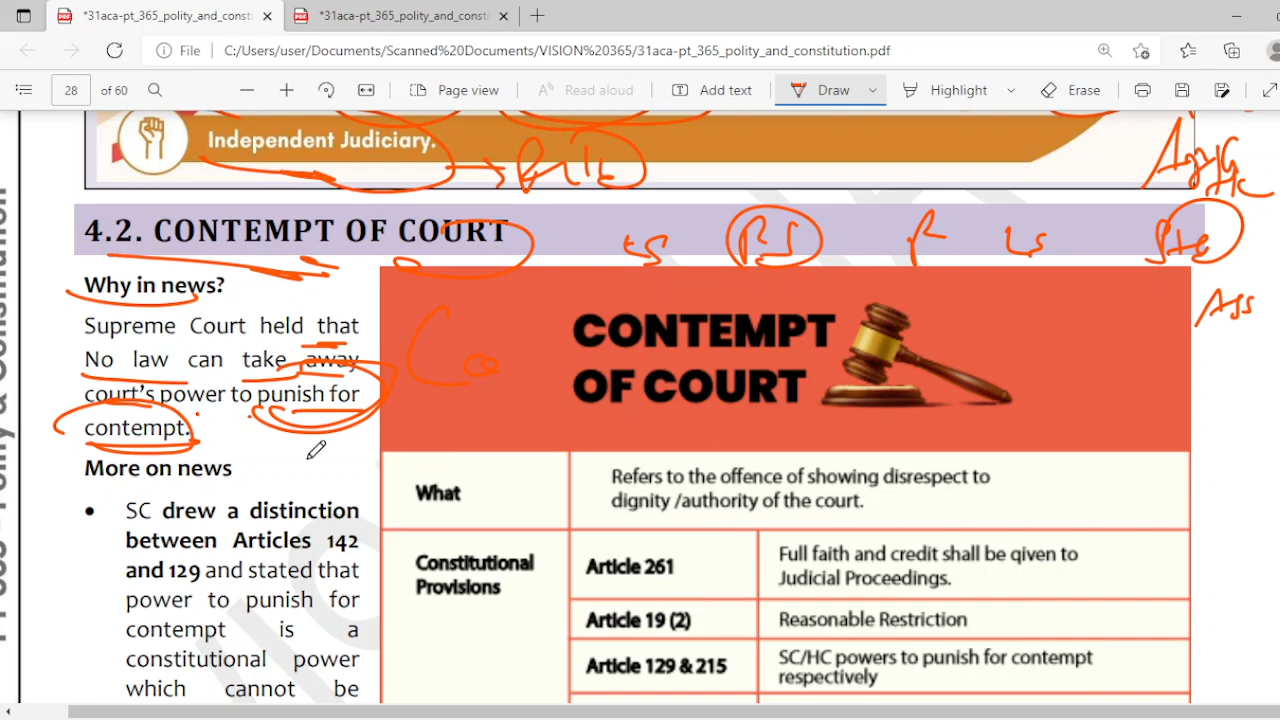 *31aca-pt_365_polity_and_const
*31aca-pt_365_polity_and_const
File
C:/Users/user/Documents/Scanned%20Documents/VISION%20365/31aca-pt_365_polity_and_constitution.pdf
28 of 60
Page view
Read aloud
Add text
Draw
Highlight
Erase
Independent Judiciary.
4.2. CONTEMPT OF COURT
RS
LS
Ass
Why in news?
Supreme Court held that
No law can take away
court's power to punish for
contempt.
More on news
• SC drew a distinction
between Articles 142
and 129 and stated that
power to punish for
contempt is a
constitutional power
which cannot be
CONTEMPT
OF COURT
What
Refers to the offence of showing disrespect to
dignity /authority of the court.
Constitutional
Provisions
Article 261
Full faith and credit shall be qiven to
Judicial Proceedings.
Article 19 (2)
Reasonable Restriction
Article 129 & 215
SC/HC powers to punish for contempt
respectively